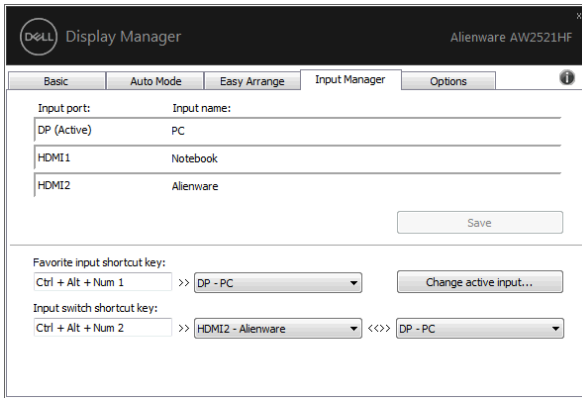 DELL Display Manager Alienware AW2521HF
Basic Auto Mode Easy Arrange Input Manager Options i
Input port: Input name:
DP (Active) PC
HDMI1 Notebook
HDMI2 Alienware
Save
Favorite input shortcut key:
Ctrl + Alt + Num 1 >> DP - PC Change active input...
Input switch shortcut key:
Ctrl + Alt + Num 2 >> HDMI2 - Alienware <<>> DP - PC